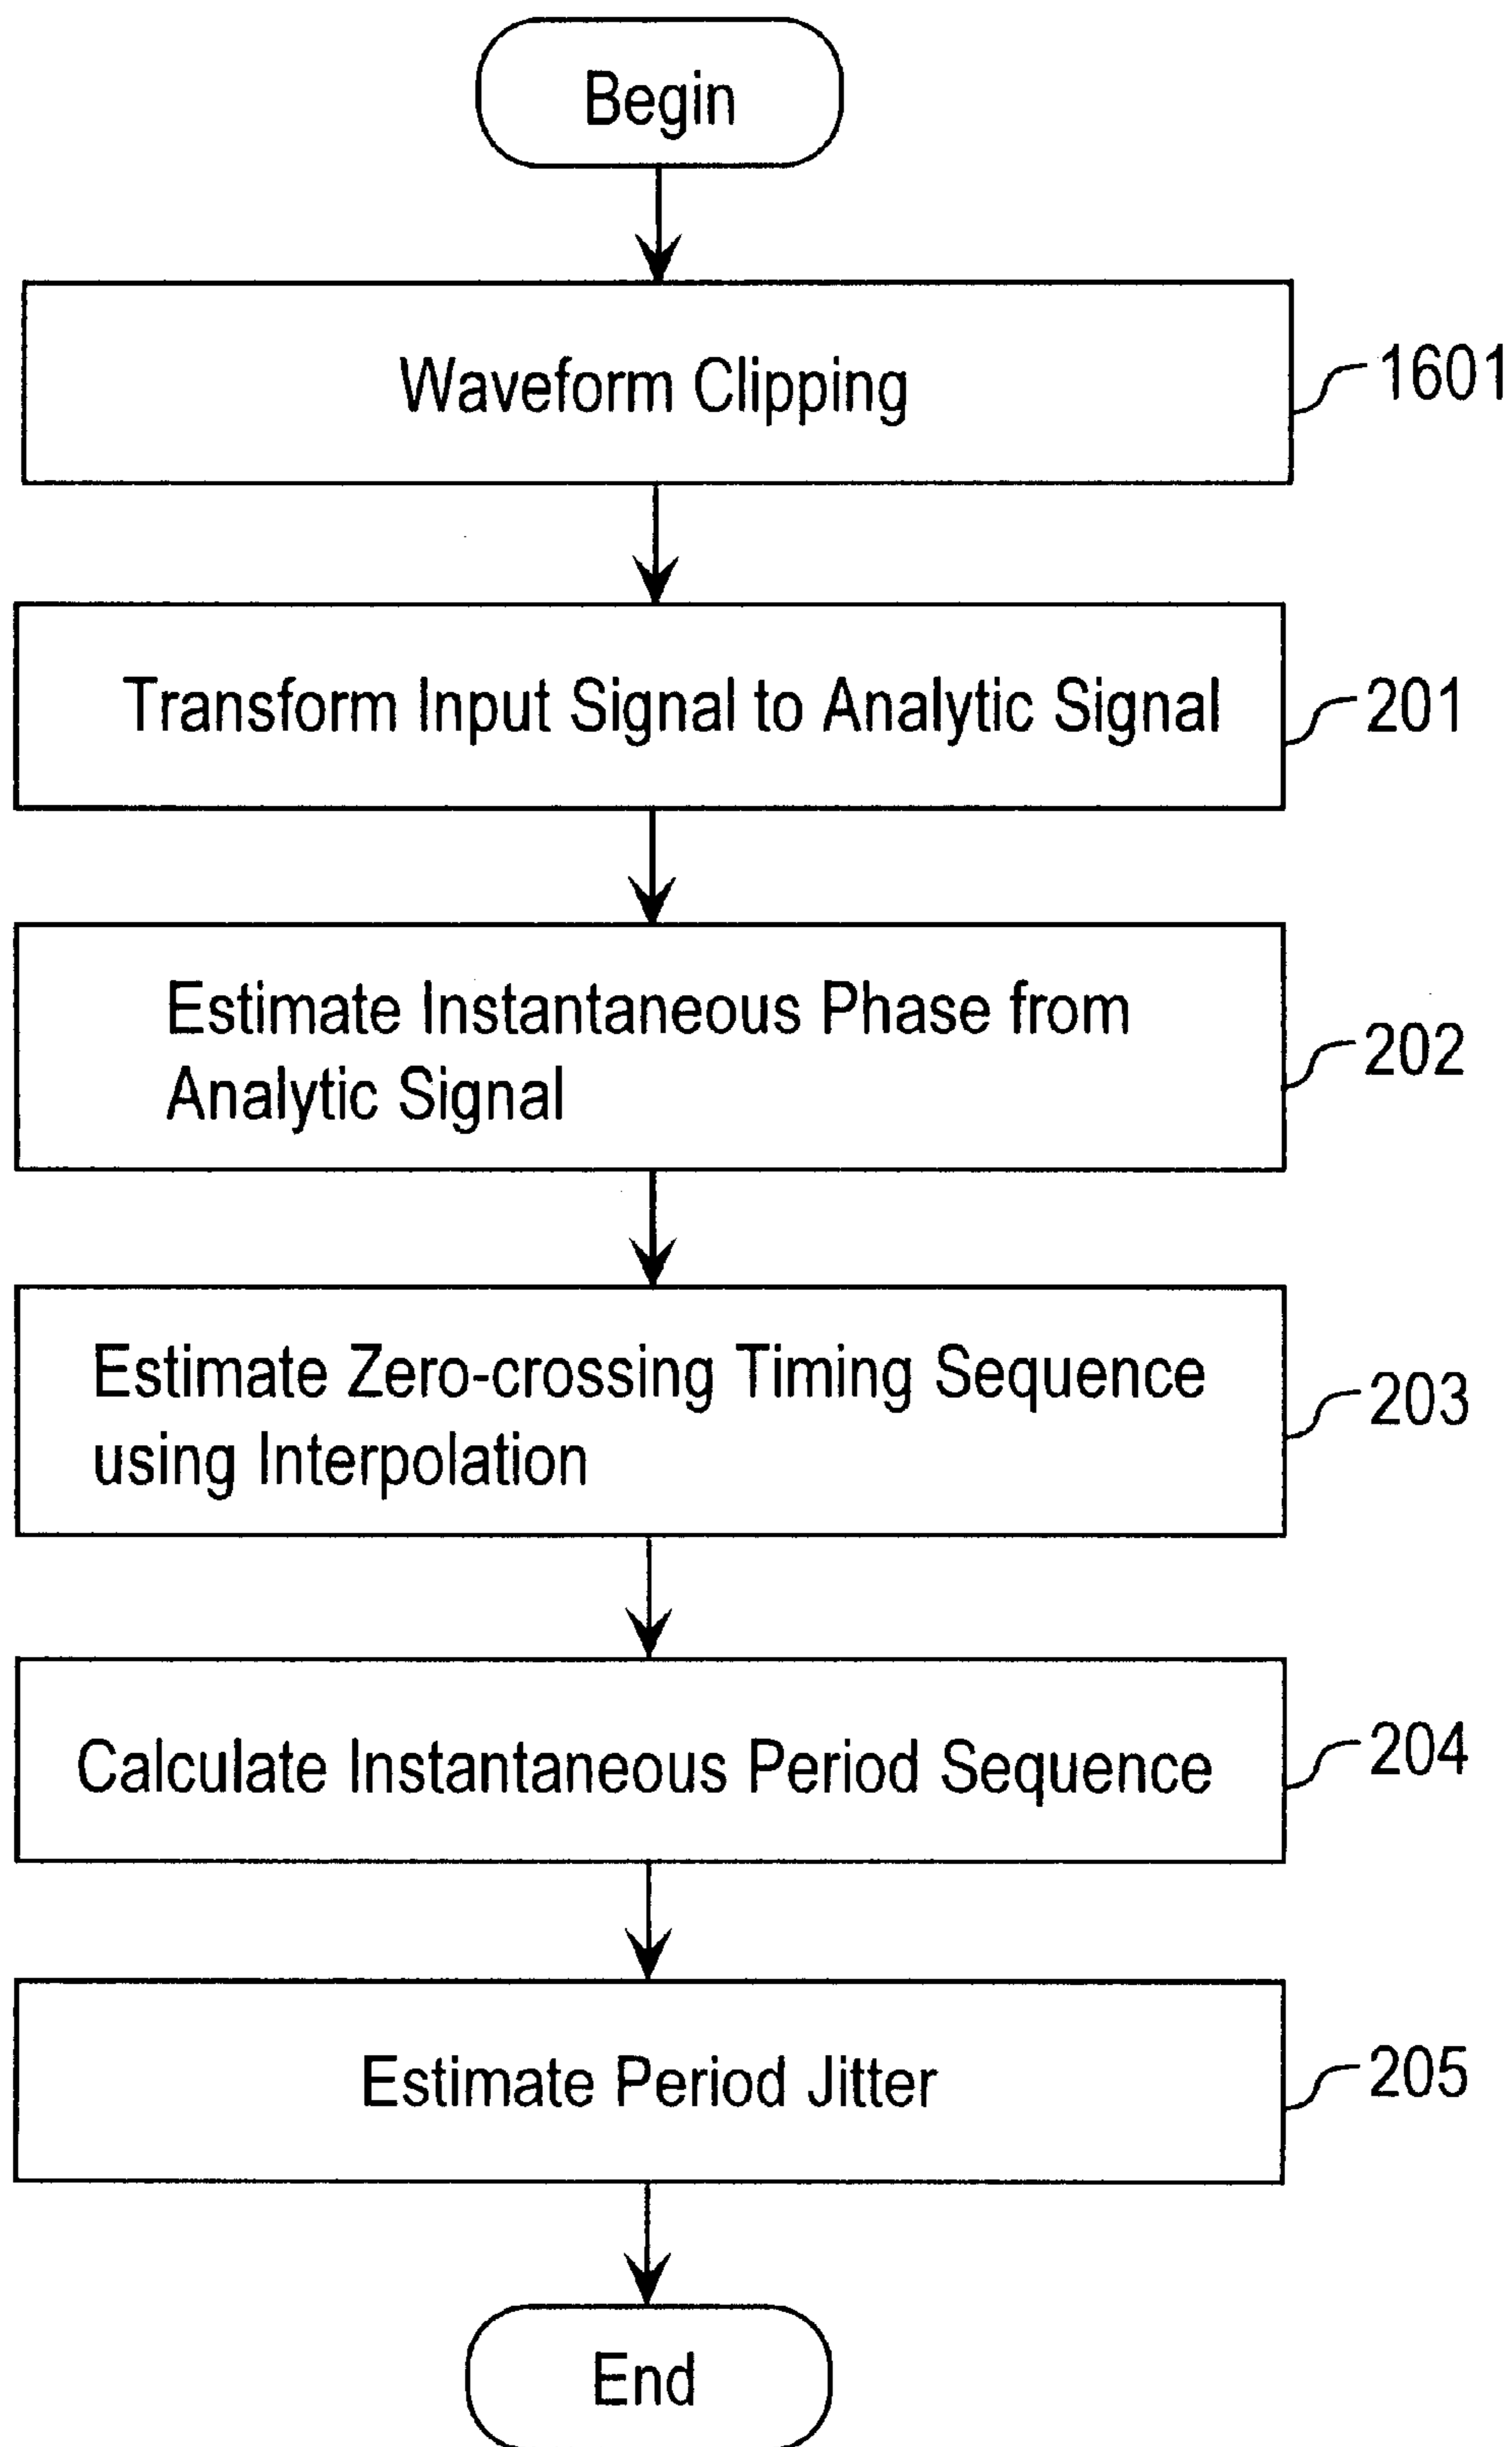 Begin
Waveform Clipping
1601
Transform Input Signal to Analytic Signal
201
Estimate Instantaneous Phase from
Analytic Signal
202
Estimate Zero-crossing Timing Sequence
using Interpolation
203
Calculate Instantaneous Period Sequence
204
Estimate Period Jitter
205
End